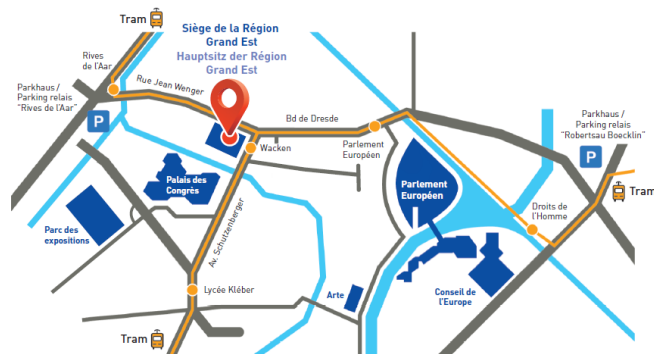 Tram
Siège de la Région
Grand Est
Hauptsitz der Région
Grand Est
Rives
de l'Aar
Rue Jean Wenger
Parkhaus /
Parking relais
"Rives de l'Aar"
P
Bd de Dresde
Parkhaus /
Parking relais
"Robertsau Boecklin"
P
Wacken
Parlement
Européen
Palais des
Congrès
Parlement
Européen
Tram
Droits de
l'Homme
Parc des
expositions
Av. Schutzenberger
Lycée Kléber
Arte
Conseil de
l'Europe
Tram